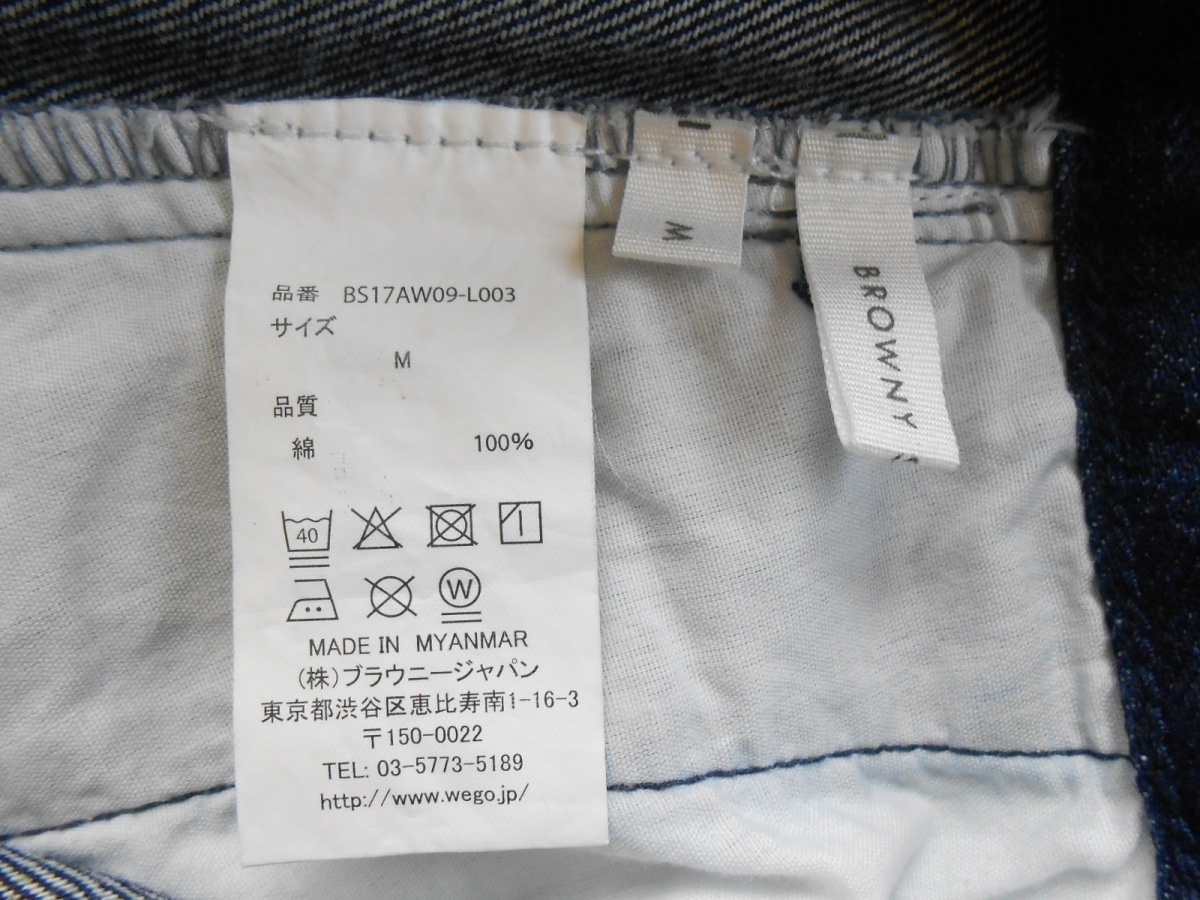 品番 BS17AW09-L003
サイズ
M
品質
綿 100%
40
W
MADE IN MYANMAR
(株)ブラウニージャパン
東京都渋谷区恵比寿南1-16-3
〒150-0022
TEL: 03-5773-5189
http://www.wego.jp/
M
BROWNY